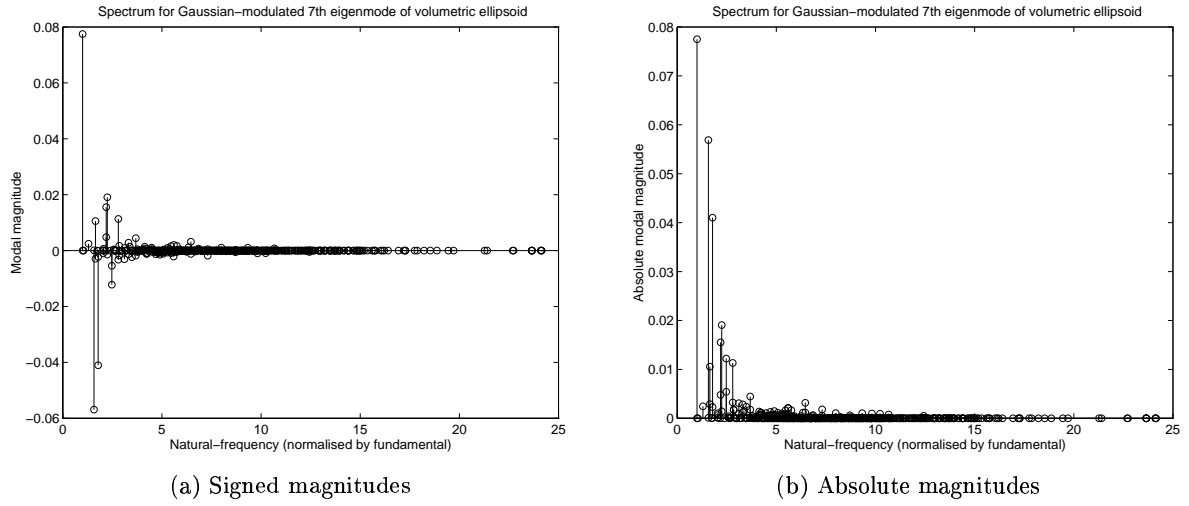 Spectrum for Gaussian−modulated 7th eigenmode of volumetric ellipsoid
0.08
0.06
0.04
0.02
0
−0.02
−0.04
−0.06
Modal magnitude
0 5 10 15 20 25
Natural−frequency (normalised by fundamental)
(a) Signed magnitudes
Spectrum for Gaussian−modulated 7th eigenmode of volumetric ellipsoid
0.08
0.07
0.06
0.05
0.04
0.03
0.02
0.01
0
Absolute modal magnitude
0 5 10 15 20 25
Natural−frequency (normalised by fundamental)
(b) Absolute magnitudes